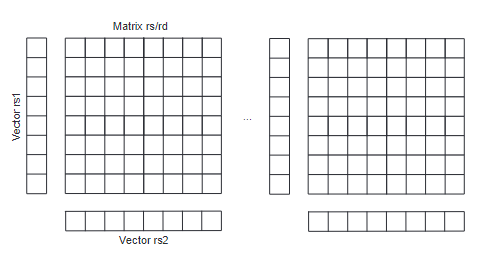 Matrix rs/rd
Vector rs1
...
Vector rs2